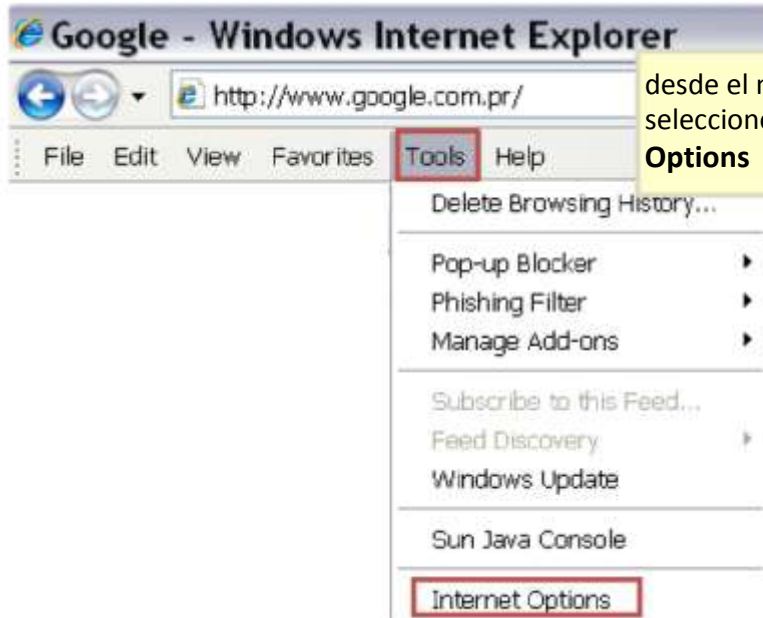 Google - Windows Internet Explorer
http://www.google.com.pr/
desde el
Options
File Edit View Favorites Tools Help
Delete Browsing History...
Pop-up Blocker
Phishing Filter
Manage Add-ons
Subscribe to this Feed...
Feed Discovery
Windows Update
Sun Java Console
Internet Options